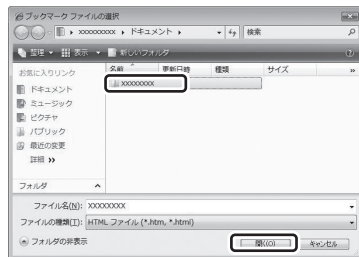 ブックマーク ファイルの選択
xxxxxxxxx ▸ ドキュメント ▸ 検索
整理 表示 新しいフォルダ
お気に入りリンク
ドキュメント
ミュージック
ピクチャ
パブリック
最近の変更
詳細 »
フォルダ
名前 更新日時 種類 サイズ »
xxxxxxxx
ファイル名(N): XXXXXXXX
ファイルの種類(T): HTML ファイル (*.htm, *.html)
フォルダの非表示 開く(O) キャンセル